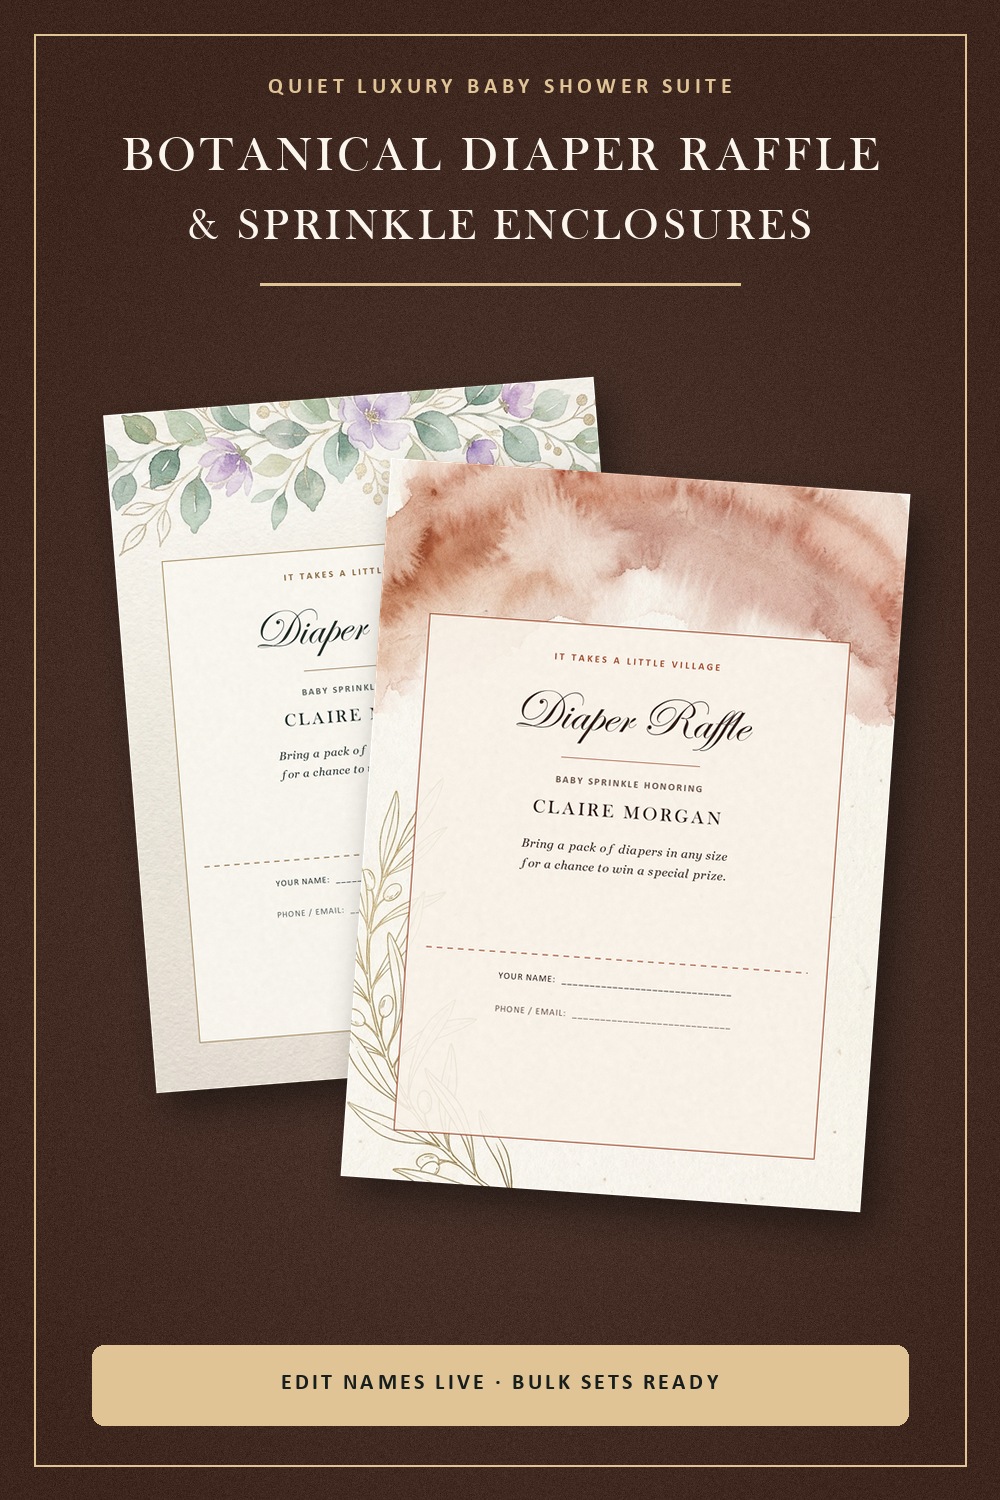 QUIET LUXURY BABY SHOWER SUITE
BOTANICAL DIAPER RAFFLE
& SPRINKLE ENCLOSURES
IT TAKES A LITTL
Diaper
BABY SPRINKL
CLAIRE
Bring a pack of
for a chance to
YOUR NAME:
PHONE / EMAIL:
IT TAKES A LITTLE VILLAGE
Diaper Raffle
BABY SPRINKLE HONORING
CLAIRE MORGAN
Bring a pack of diapers in any size
for a chance to win a special prize.
YOUR NAME: ______________________________
PHONE / EMAIL: ____________________________
EDIT NAMES LIVE · BULK SETS READY